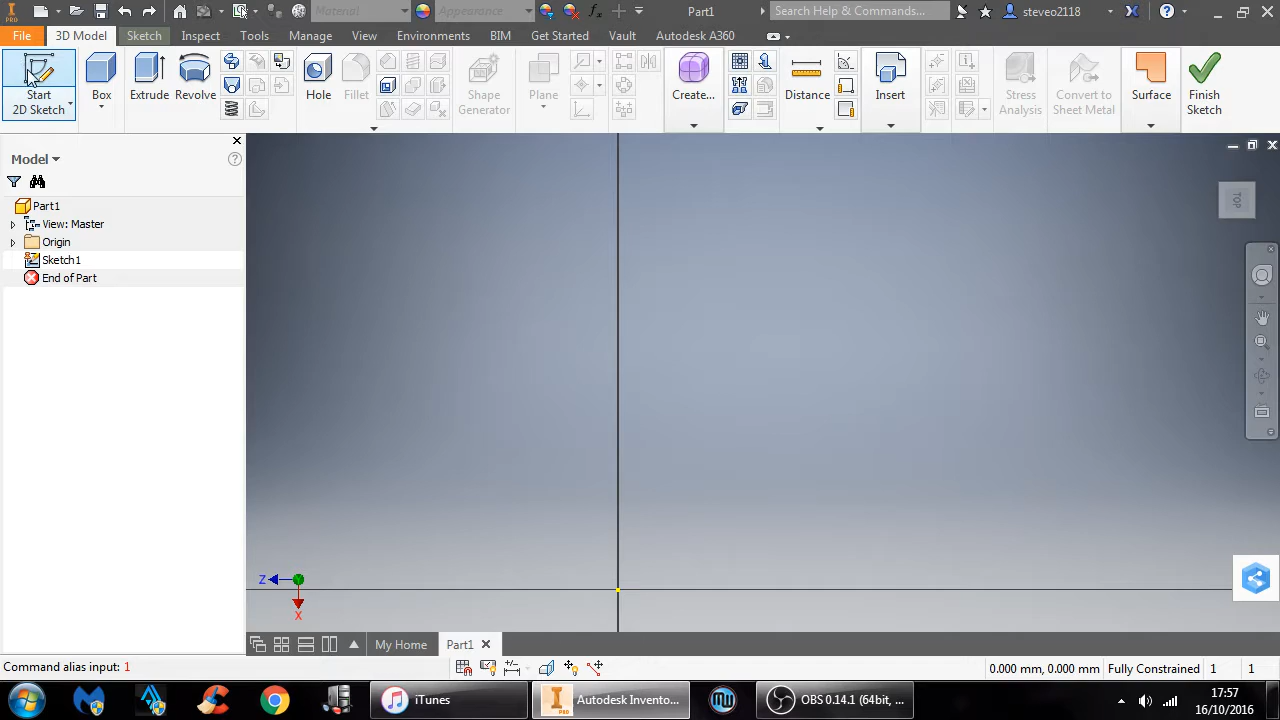 PRO
Material
Appearance
Part1
Search Help & Commands...
steveo2118
File
3D Model
Sketch
Inspect
Tools
Manage
View
Environments
BIM
Get Started
Vault
Autodesk A360
Start
2D Sketch
Box
Extrude
Revolve
Hole
Fillet
Shape
Generator
Plane
Create...
Distance
Insert
Stress
Analysis
Convert to
Sheet Metal
Surface
Finish
Sketch
Model
Part1
View: Master
Origin
Sketch1
End of Part
TOP
Z
X
My Home
Part1
Command alias input: 1
0.000 mm, 0.000 mm
Fully Constrained
1
1
iTunes
PRO
Autodesk Invento...
OBS 0.14.1 (64bit, ...
17:57
16/10/2016